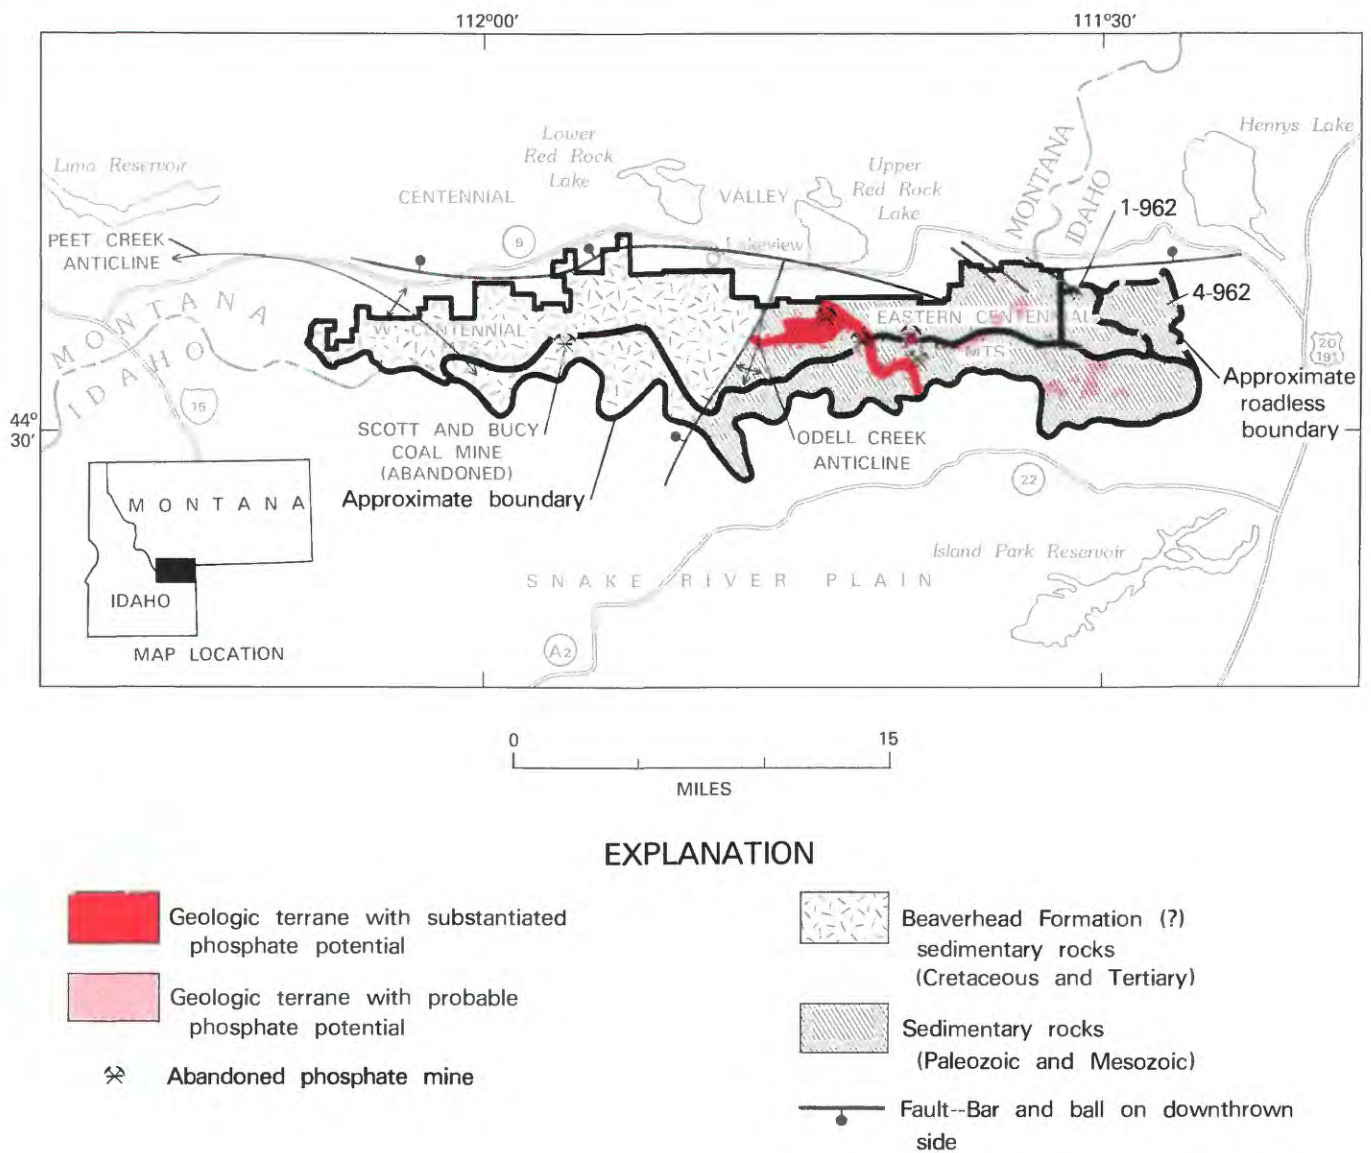 112°00'
111°30'
Lima Reservoir
Lower
Red Rock
Lake
CENTENNIAL
VALLEY
Upper
Red Rock
Lake
MONTANA
IDAHO
Henrys Lake
1-962
4-962
PEET CREEK
ANTICLINE
9
Lakeview
MONTANA
IDAHO
W. CENTENNIAL
MTS
EASTERN CENTENNIAL
MTS
20
191
15
Approximate
roadless
boundary
44°
30'
SCOTT AND BUCY
COAL MINE
(ABANDONED)
Approximate boundary
ODELL CREEK
ANTICLINE
22
MONTANA
IDAHO
MAP LOCATION
SNAKE RIVER PLAIN
Island Park Reservoir
A2
0
15
MILES
EXPLANATION
Geologic terrane with substantiated
phosphate potential
Geologic terrane with probable
phosphate potential
Abandoned phosphate mine
Beaverhead Formation (?)
sedimentary rocks
(Cretaceous and Tertiary)
Sedimentary rocks
(Paleozoic and Mesozoic)
Fault--Bar and ball on downthrown
side